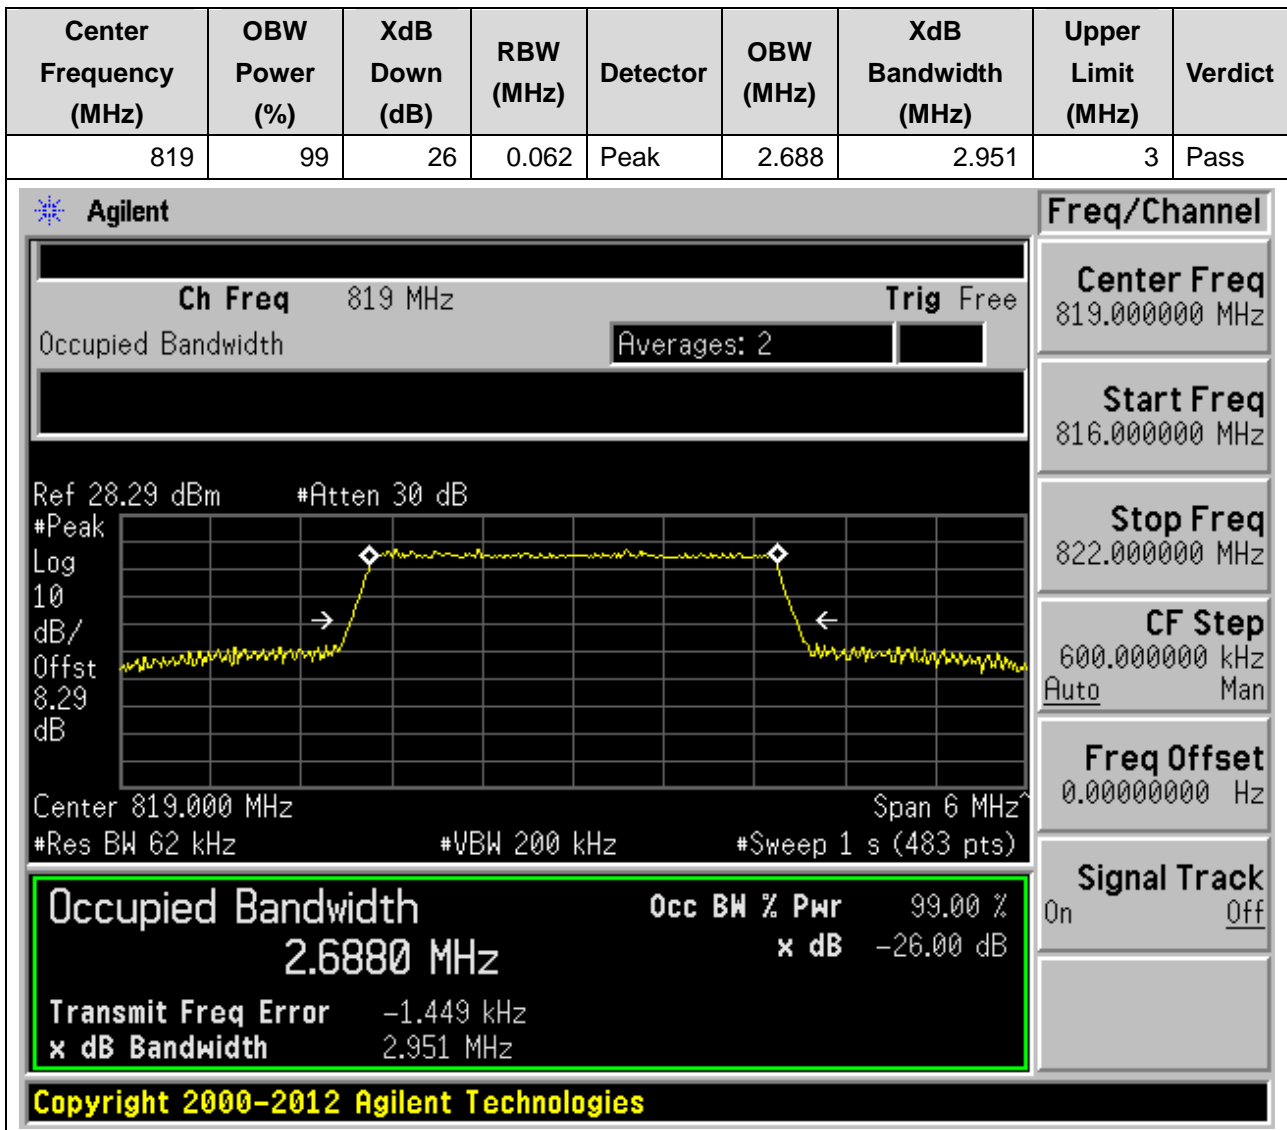 Center Frequency (MHz) OBW Power (%) XdB Down (dB) RBW (MHz) Detector OBW (MHz) XdB Bandwidth (MHz) Upper Limit (MHz) Verdict
819 99 26 0.062 Peak 2.688 2.951 3 Pass
Agilent
Freq/Channel
Ch Freq 819 MHz Trig Free
Occupied Bandwidth Averages: 2
Center Freq
819.000000 MHz
Start Freq
816.000000 MHz
Stop Freq
822.000000 MHz
CF Step
600.000000 kHz
Auto Man
Freq Offset
0.00000000 Hz
Signal Track
On Off
Ref 28.29 dBm #Atten 30 dB
#Peak
Log
10
dB/
Offst
8.29
dB
Center 819.000 MHz Span 6 MHz^
#Res BW 62 kHz #VBW 200 kHz #Sweep 1 s (483 pts)
Occupied Bandwidth Occ BW % Pwr 99.00 %
2.6880 MHz x dB -26.00 dB
Transmit Freq Error -1.449 kHz
x dB Bandwidth 2.951 MHz
Copyright 2000-2012 Agilent Technologies